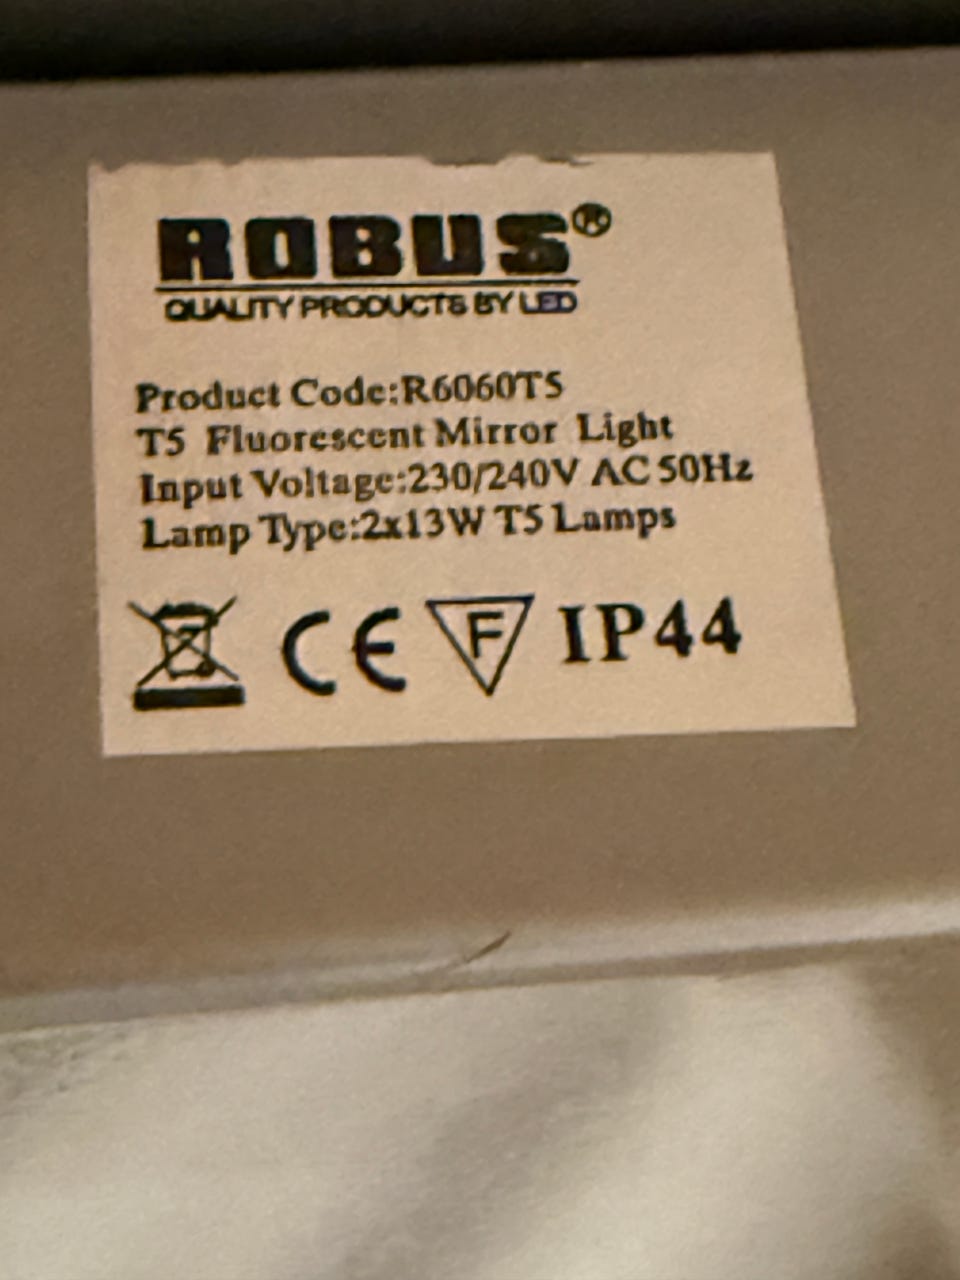 ROBUS®
QUALITY PRODUCTS BY LED
Product Code:R6060T5
T5 Fluorescent Mirror Light
Input Voltage:230/240V AC 50Hz
Lamp Type:2x13W T5 Lamps
CE F IP44